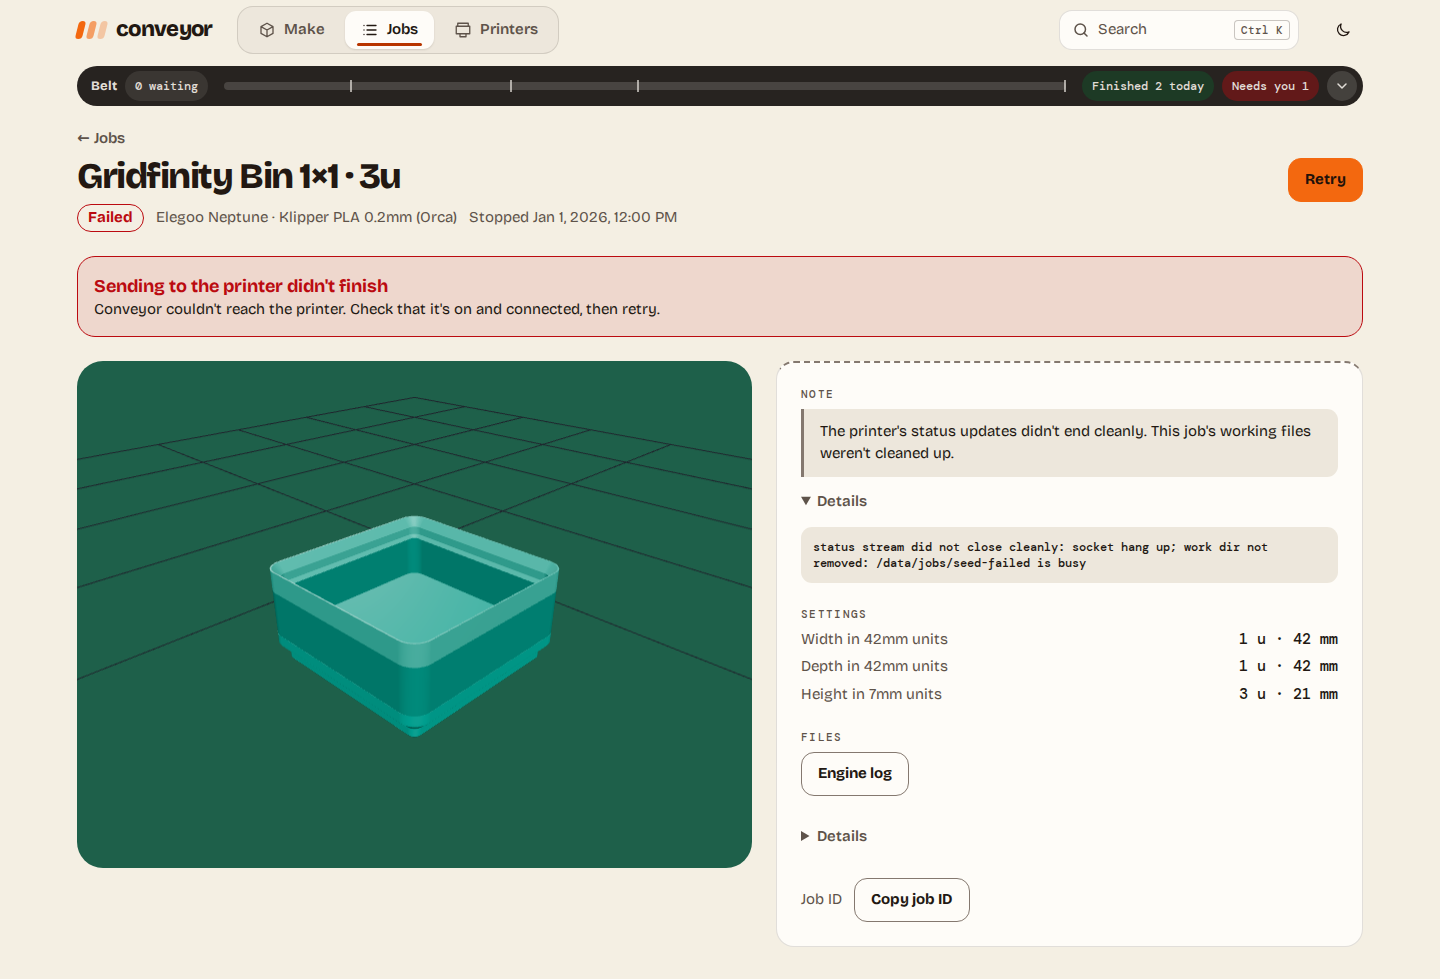 conveyor
Make
Jobs
Printers
Search
Ctrl K
Belt
0 waiting
Finished 2 today
Needs you 1
← Jobs
Gridfinity Bin 1×1 · 3u
Retry
Failed
Elegoo Neptune · Klipper PLA 0.2mm (Orca)
Stopped Jan 1, 2026, 12:00 PM
Sending to the printer didn't finish
Conveyor couldn't reach the printer. Check that it's on and connected, then retry.
NOTE
The printer's status updates didn't end cleanly. This job's working files
weren't cleaned up.
Details
status stream did not close cleanly: socket hang up; work dir not
removed: /data/jobs/seed-failed is busy
SETTINGS
Width in 42mm units 1 u · 42 mm
Depth in 42mm units 1 u · 42 mm
Height in 7mm units 3 u · 21 mm
FILES
Engine log
Details
Job ID
Copy job ID